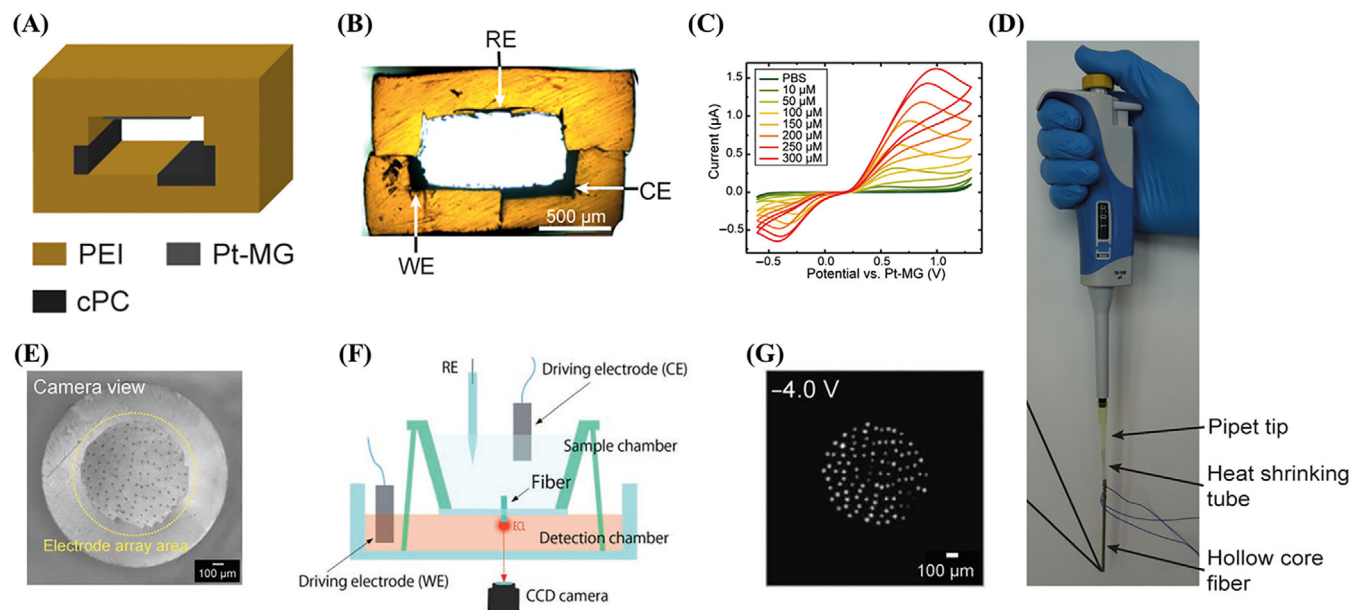 (A)
PEI
Pt-MG
cPC
(B)
RE
CE
WE
500 µm
(C)
PBS
10 µM
50 µM
100 µM
150 µM
200 µM
250 µM
300 µM
Current (µA)
1.5
1.0
0.5
0.0
−0.5
−0.5
0.0
0.5
1.0
Potential vs. Pt-MG (V)
(D)
Pipet tip
Heat shrinking
tube
Hollow core
fiber
(E)
Camera view
Electrode array area
100 µm
(F)
RE
Driving electrode (CE)
Sample chamber
Fiber
ECL
Detection chamber
Driving electrode (WE)
CCD camera
(G)
−4.0 V
100 µm